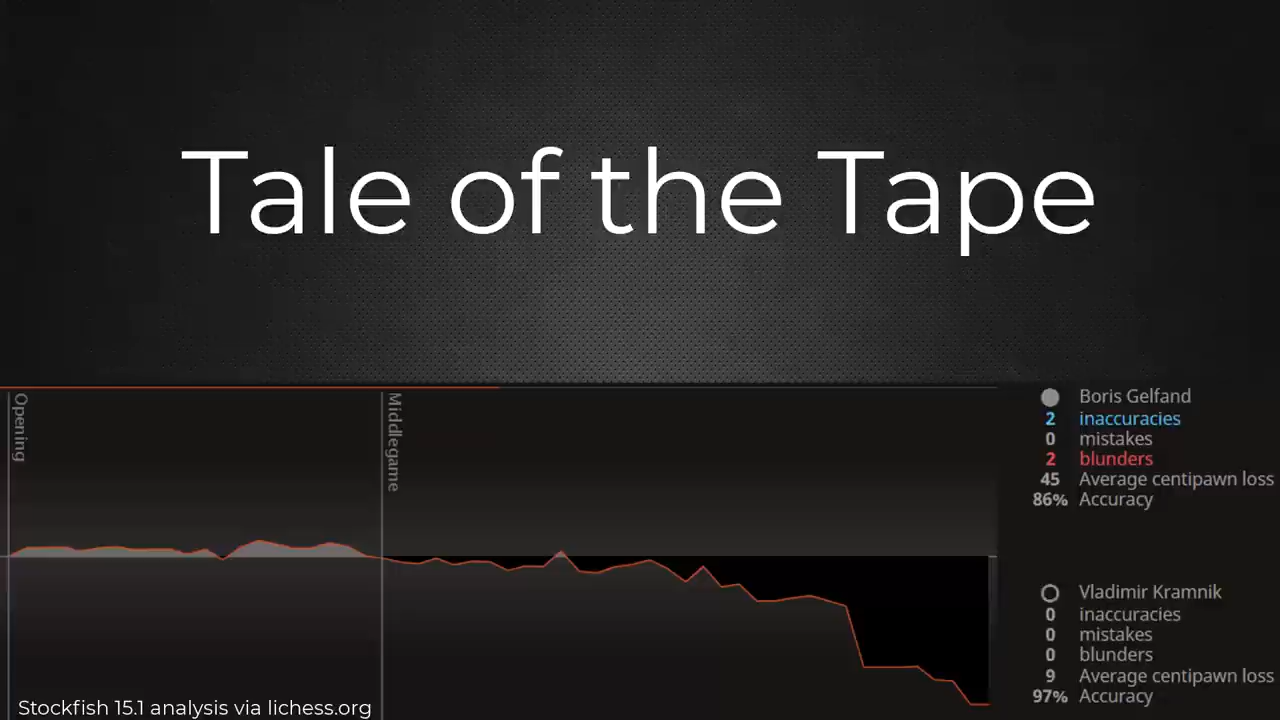 Tale of the Tape
Opening
Middlegame
Boris Gelfand
2 inaccuracies
0 mistakes
2 blunders
45 Average centipawn loss
86% Accuracy
Vladimir Kramnik
0 inaccuracies
0 mistakes
0 blunders
9 Average centipawn loss
97% Accuracy
Stockfish 15.1 analysis via lichess.org